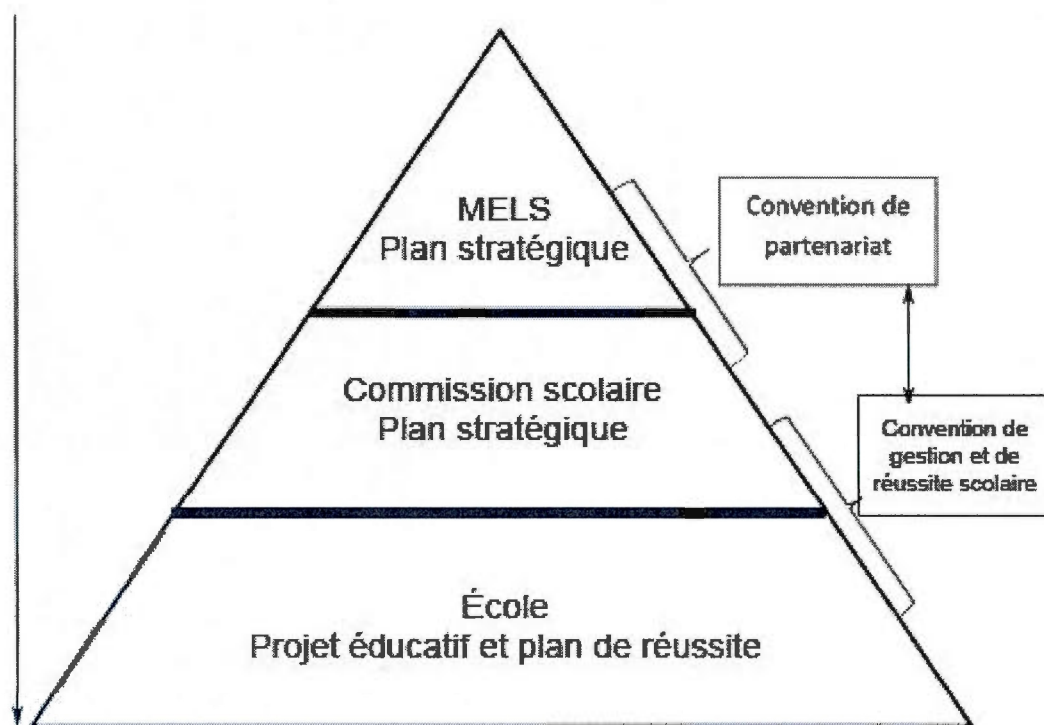 MELS
Plan stratégique
Convention de
partenariat
Commission scolaire
Plan stratégique
Convention de
gestion et de
réussite scolaire
École
Projet éducatif et plan de réussite